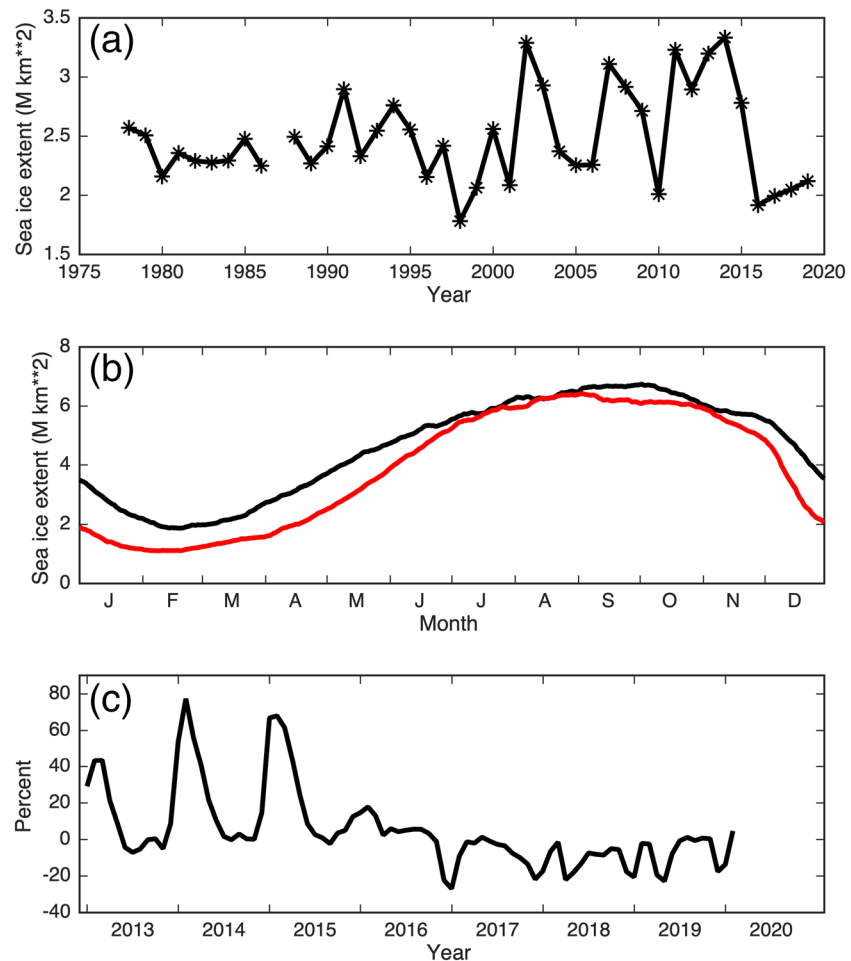 (a)
Sea ice extent (M km**2)
3.5
3
2.5
2
1.5
1975 1980 1985 1990 1995 2000 2005 2010 2015 2020
Year
(b)
Sea ice extent (M km**2)
8
6
4
2
0
J F M A M J J A S O N D
Month
(c)
Percent
80
60
40
20
0
-20
-40
2013 2014 2015 2016 2017 2018 2019 2020
Year